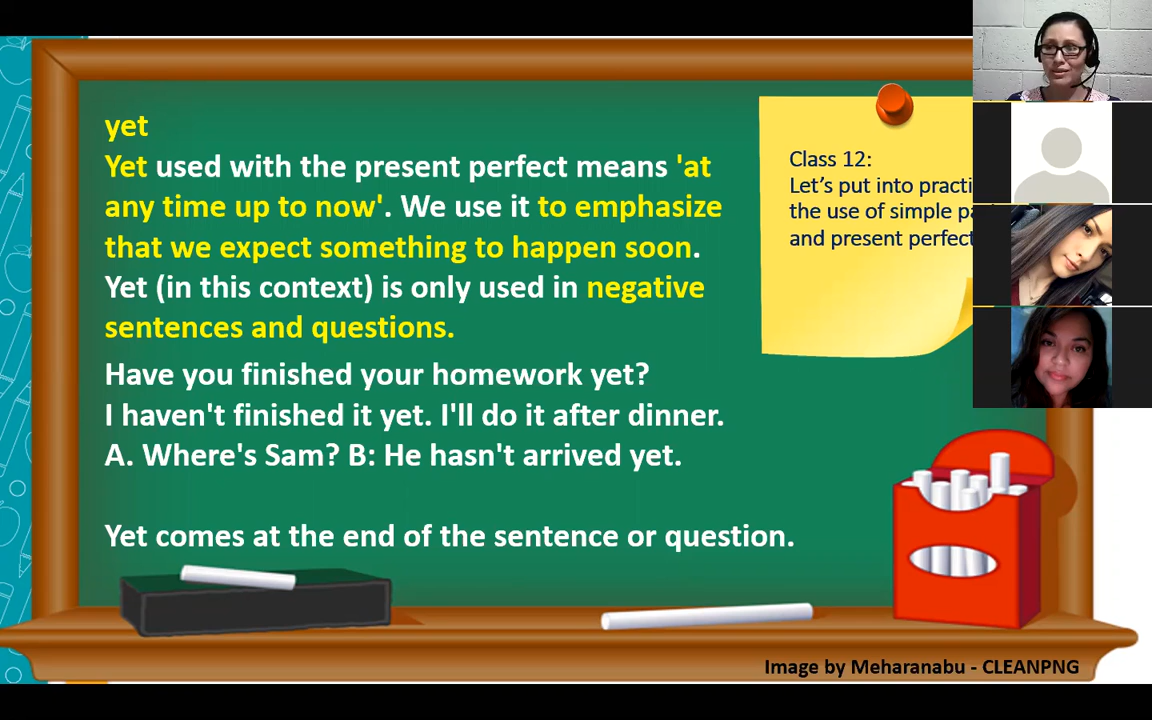 yet
Yet used with the present perfect means 'at
any time up to now'. We use it to emphasize
that we expect something to happen soon.
Yet (in this context) is only used in negative
sentences and questions.
Have you finished your homework yet?
I haven't finished it yet. I'll do it after dinner.
A. Where's Sam? B: He hasn't arrived yet.
Yet comes at the end of the sentence or question.
Class 12:
Let's put into practi
the use of simple pa
and present perfect
Image by Meharanabu - CLEANPNG